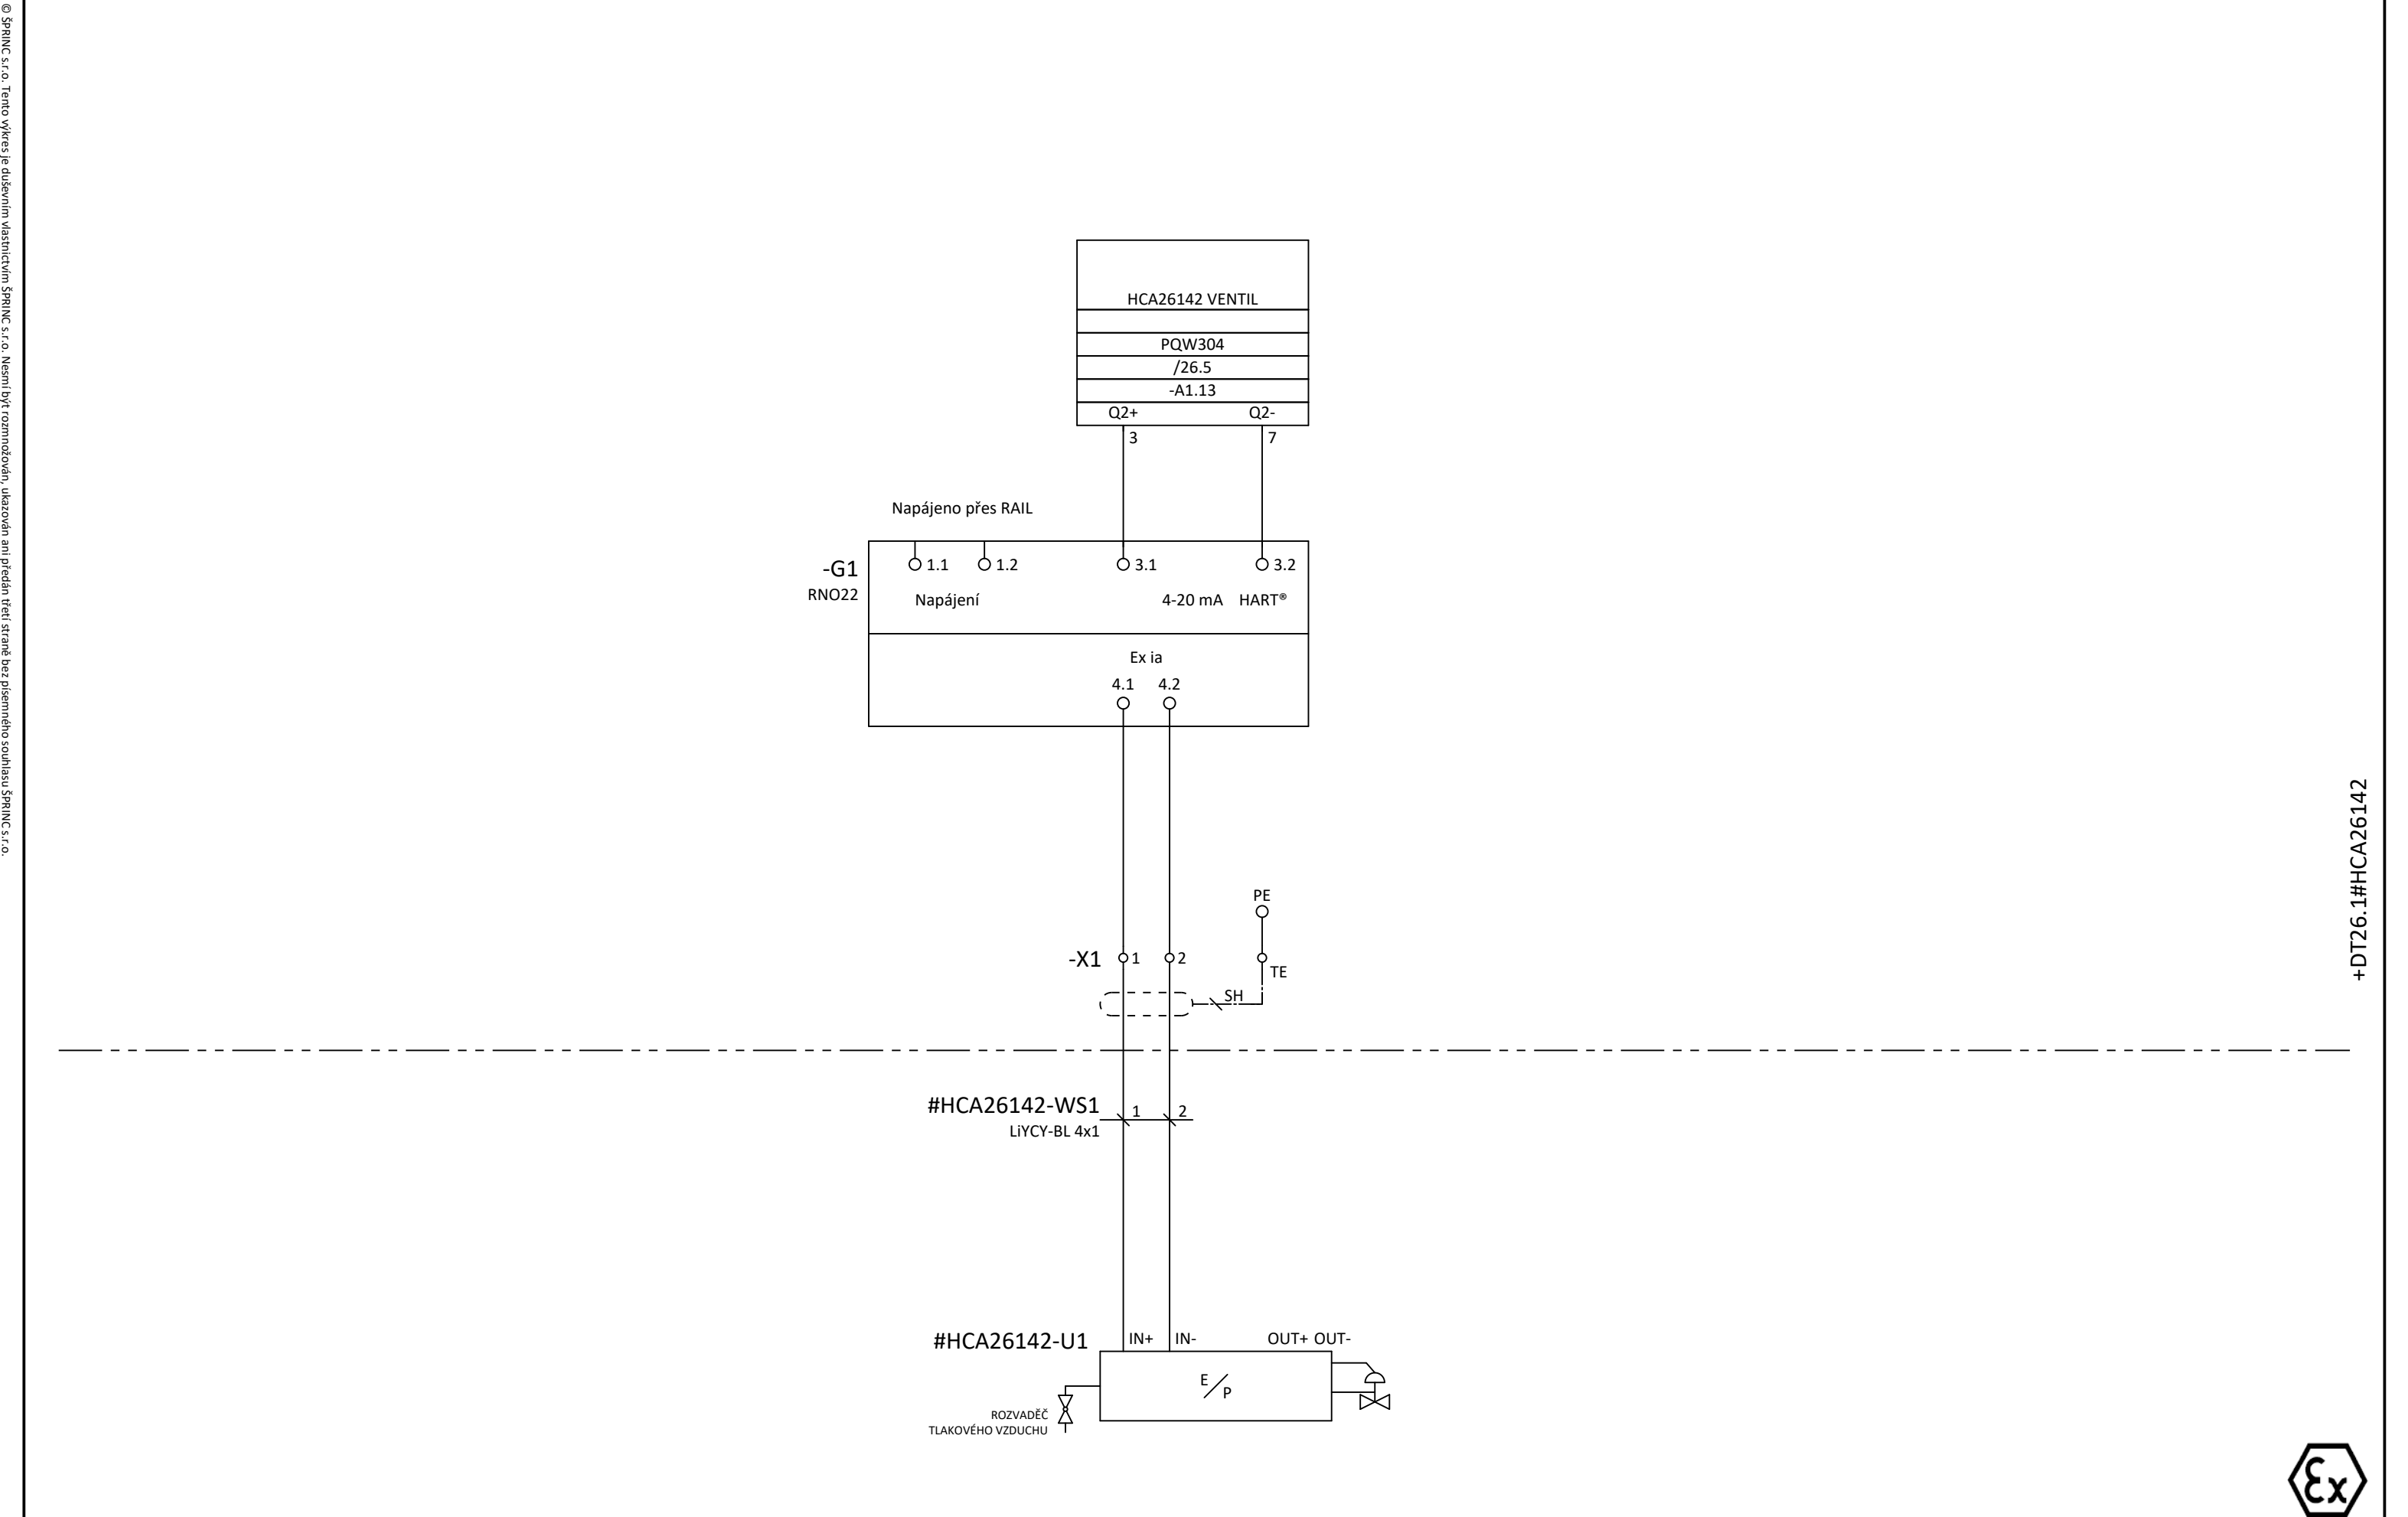 © ŠPRINC s.r.o. Tento výkres je duševním vlastnictvím ŠPRINC s.r.o. Nesmí být rozmnožován, ukazován ani předán třetí straně bez písemného souhlasu ŠPRINC s.r.o.
HCA26142 VENTIL
PQW304
/26.5
-A1.13
Q2+ Q2-
3 7
Napájeno přes RAIL
-G1 1.1 1.2 3.1 3.2
RNO22 Napájení 4-20 mA HART®
Ex ia
4.1 4.2
PE
-X1 1 2
TE
SH
+DT26.1#HCA26142
#HCA26142-WS1 1 2
LiYCY-BL 4x1
#HCA26142-U1 IN+ IN- OUT+ OUT-
E/P
ROZVADĚČ
TLAKOVÉHO VZDUCHU
Ex